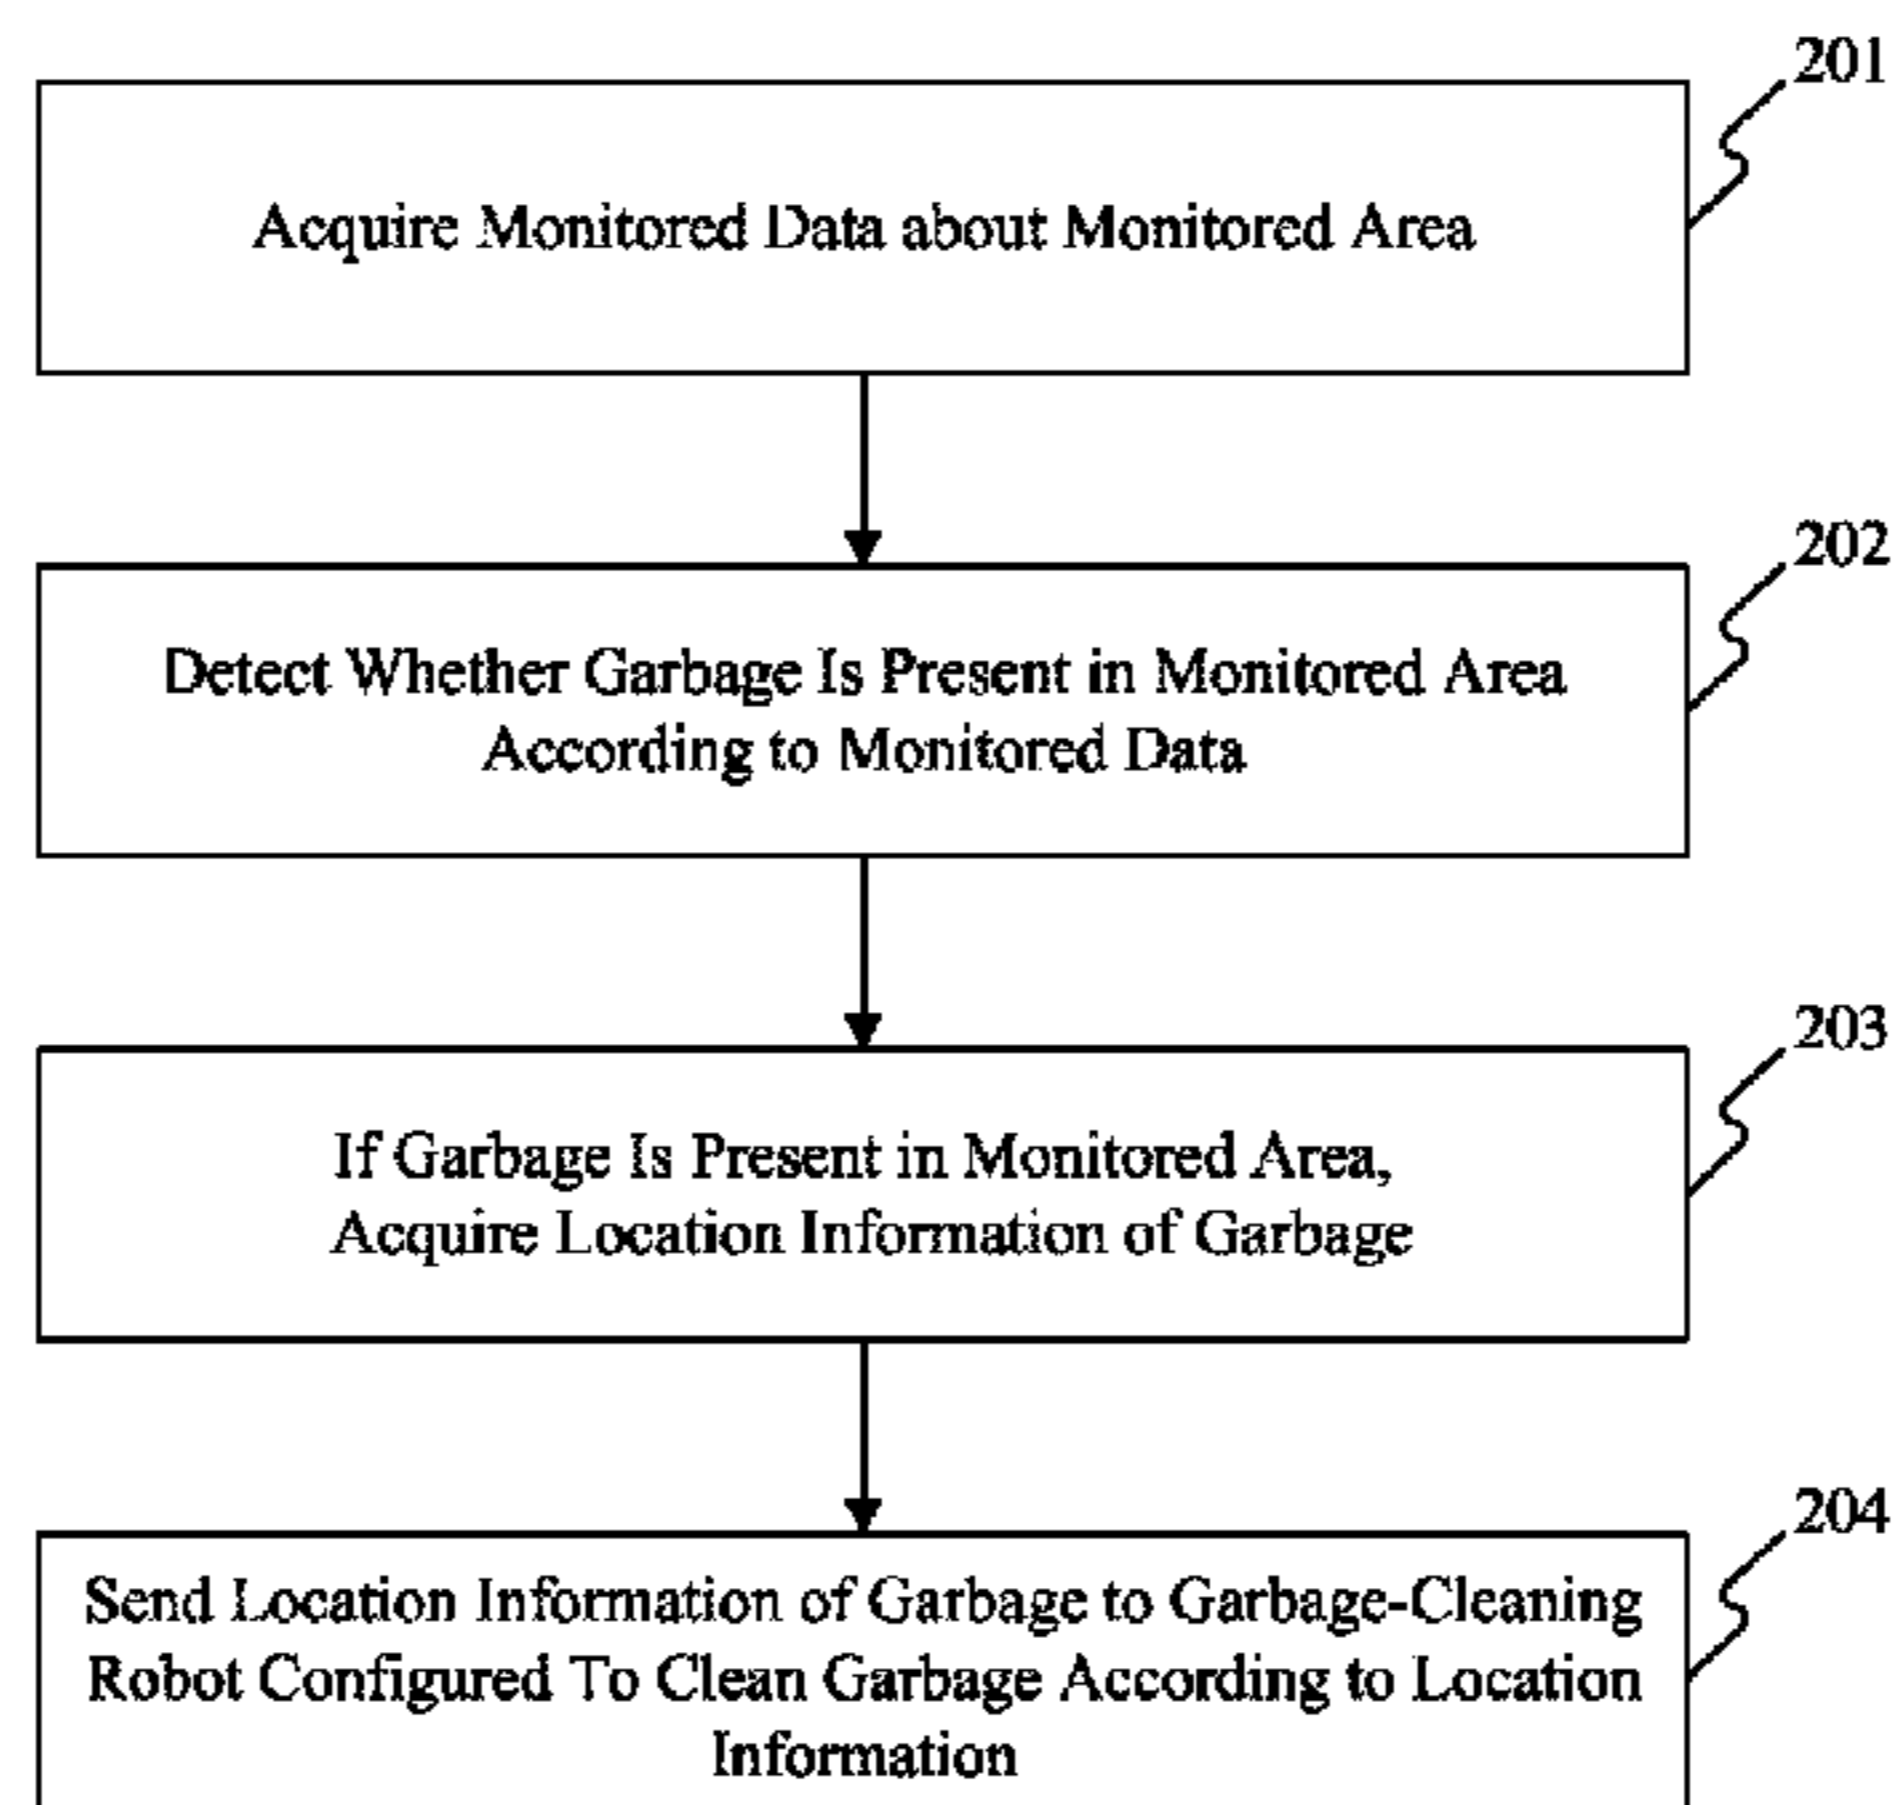 201
Acquire Monitored Data about Monitored Area
202
Detect Whether Garbage Is Present in Monitored Area
According to Monitored Data
203
If Garbage Is Present in Monitored Area,
Acquire Location Information of Garbage
204
Send Location Information of Garbage to Garbage-Cleaning
Robot Configured To Clean Garbage According to Location
Information